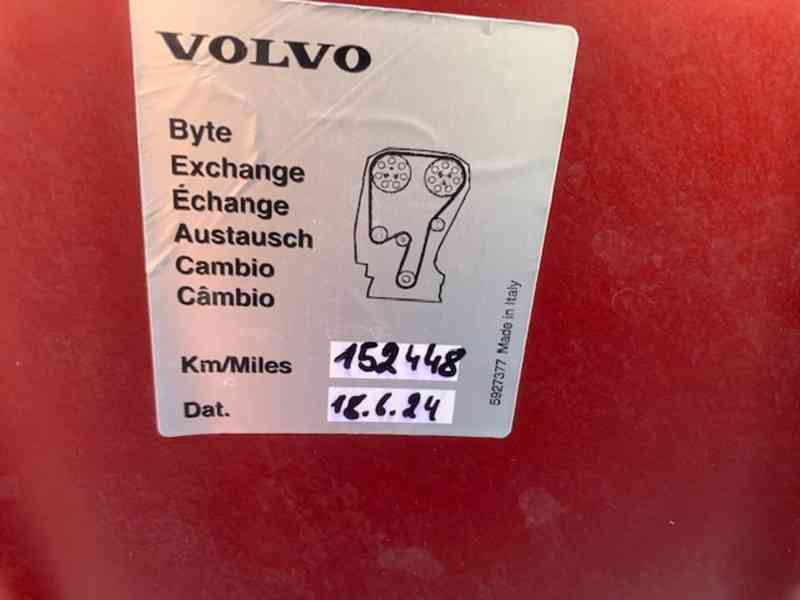 VOLVO
Byte
Exchange
Échange
Austausch
Cambio
Câmbio
Km/Miles 152448
Dat. 18.6.24
5927377 Made in Italy